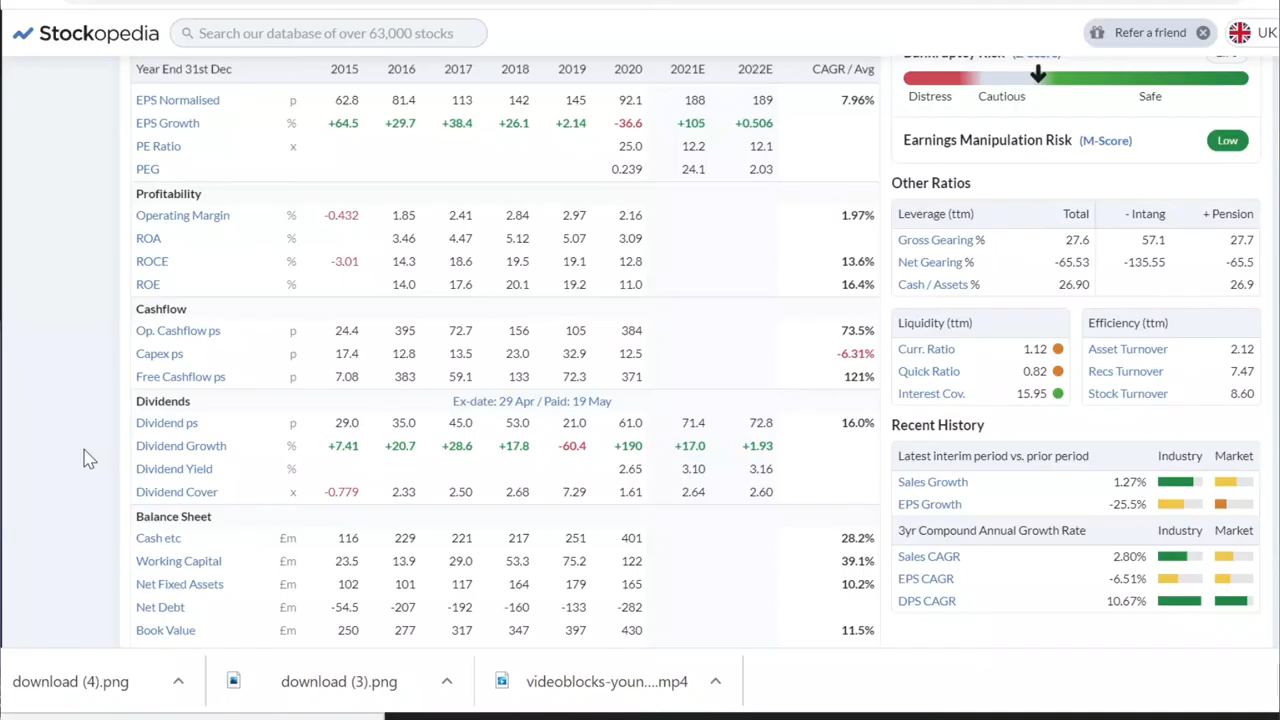 Stockopedia Search our database of over 63,000 stocks Refer a friend UK
Year End 31st Dec 2015 2016 2017 2018 2019 2020 2021E 2022E CAGR / Avg
EPS Normalised p 62.8 81.4 113 142 145 92.1 188 189 7.96%
EPS Growth % +64.5 +29.7 +38.4 +26.1 +2.14 -36.6 +105 +0.506
PE Ratio x 25.0 12.2 12.1
PEG 0.239 24.1 2.03
Profitability
Operating Margin % -0.432 1.85 2.41 2.84 2.97 2.16 1.97%
ROA % 3.46 4.47 5.12 5.07 3.09
ROCE % -3.01 14.3 18.6 19.5 19.1 12.8 13.6%
ROE % 14.0 17.6 20.1 19.2 11.0 16.4%
Cashflow
Op. Cashflow ps p 24.4 395 72.7 156 105 384 73.5%
Capex ps p 17.4 12.8 13.5 23.0 32.9 12.5 -6.31%
Free Cashflow ps p 7.08 383 59.1 133 72.3 371 121%
Dividends Ex-date: 29 Apr / Paid: 19 May
Dividend ps p 29.0 35.0 45.0 53.0 21.0 61.0 71.4 72.8 16.0%
Dividend Growth % +7.41 +20.7 +28.6 +17.8 -60.4 +190 +17.0 +1.93
Dividend Yield % 2.65 3.10 3.16
Dividend Cover x -0.779 2.33 2.50 2.68 7.29 1.61 2.64 2.60
Balance Sheet
Cash etc £m 116 229 221 217 251 401 28.2%
Working Capital £m 23.5 13.9 29.0 53.3 75.2 122 39.1%
Net Fixed Assets £m 102 101 117 164 179 165 10.2%
Net Debt £m -54.5 -207 -192 -160 -133 -282
Book Value £m 250 277 317 347 397 430 11.5%
Distress Cautious Safe
Earnings Manipulation Risk (M-Score) Low
Other Ratios
Leverage (ttm) Total - Intang + Pension
Gross Gearing % 27.6 57.1 27.7
Net Gearing % -65.53 -135.55 -65.5
Cash / Assets % 26.90 26.9
Liquidity (ttm)
Curr. Ratio 1.12
Quick Ratio 0.82
Interest Cov. 15.95
Efficiency (ttm)
Asset Turnover 2.12
Recs Turnover 7.47
Stock Turnover 8.60
Recent History
Latest interim period vs. prior period Industry Market
Sales Growth 1.27%
EPS Growth -25.5%
3yr Compound Annual Growth Rate Industry Market
Sales CAGR 2.80%
EPS CAGR -6.51%
DPS CAGR 10.67%
download (4).png download (3).png videoblocks-youn....mp4